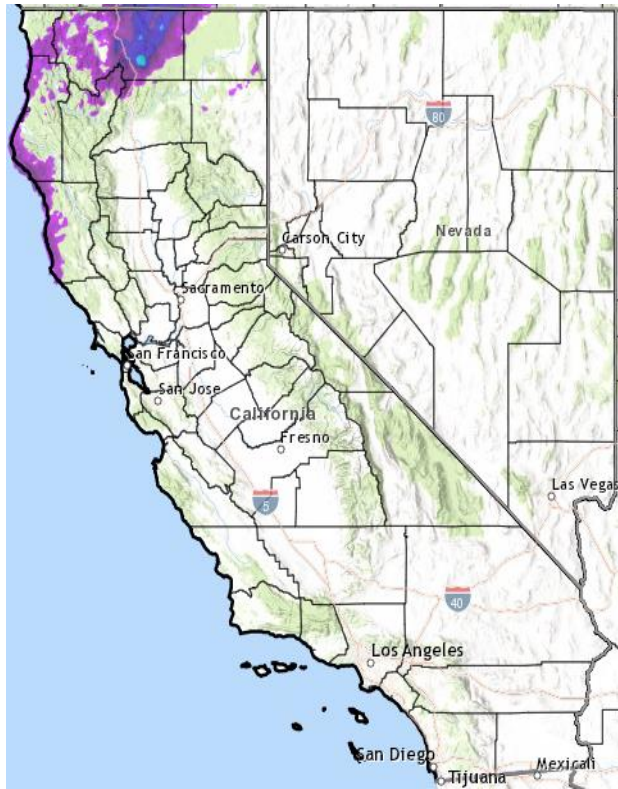 80
Nevada
Carson City
Sacramento
San Francisco
San Jose
California
Fresno
5
Las Vegas
40
Los Angeles
San Diego
Tijuana
Mexicali